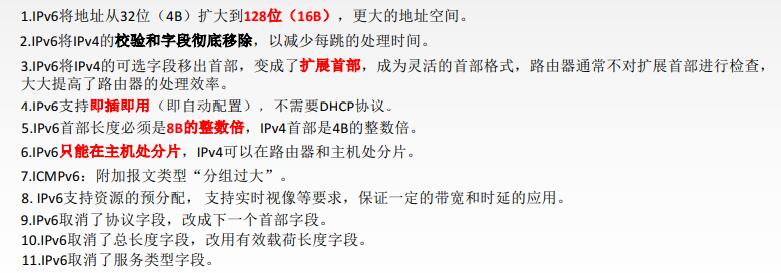 1.IPv6将地址从32位（4B）扩大到128位（16B），更大的地址空间。
2.IPv6将IPv4的校验和字段彻底移除，以减少每跳的处理时间。
3.IPv6将IPv4的可选字段移出首部，变成了扩展首部，成为灵活的首部格式，路由器通常不对扩展首部进行检查，
大大提高了路由器的处理效率。
4.IPv6支持即插即用（即自动配置），不需要DHCP协议。
5.IPv6首部长度必须是8B的整数倍，IPv4首部是4B的整数倍。
6.IPv6只能在主机处分片，IPv4可以在路由器和主机处分片。
7.ICMPv6：附加报文类型“分组过大”。
8. IPv6支持资源的预分配， 支持实时视像等要求，保证一定的带宽和时延的应用。
9.IPv6取消了协议字段，改成下一个首部字段。
10.IPv6取消了总长度字段，改用有效载荷长度字段。
11.IPv6取消了服务类型字段。